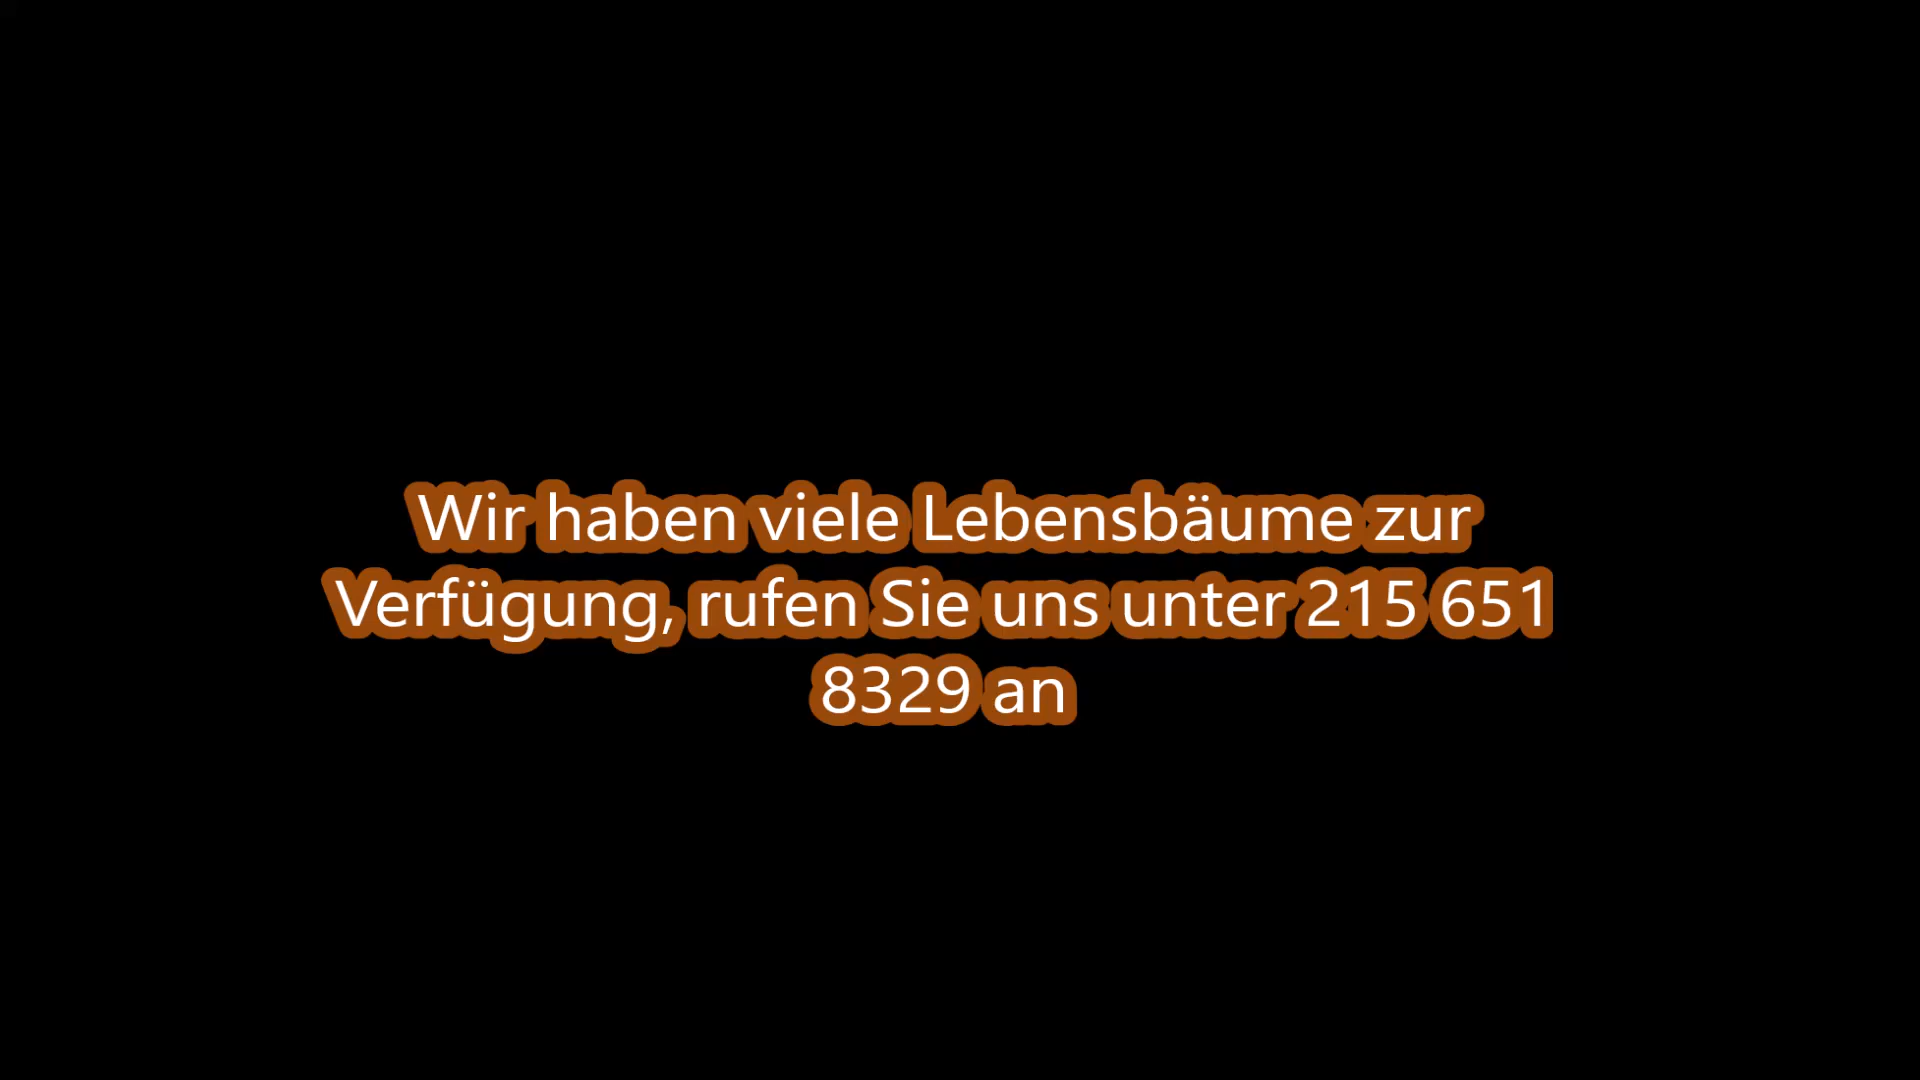 Wir haben viele Lebensbäume zur
Verfügung, rufen Sie uns unter 215 651
8329 an